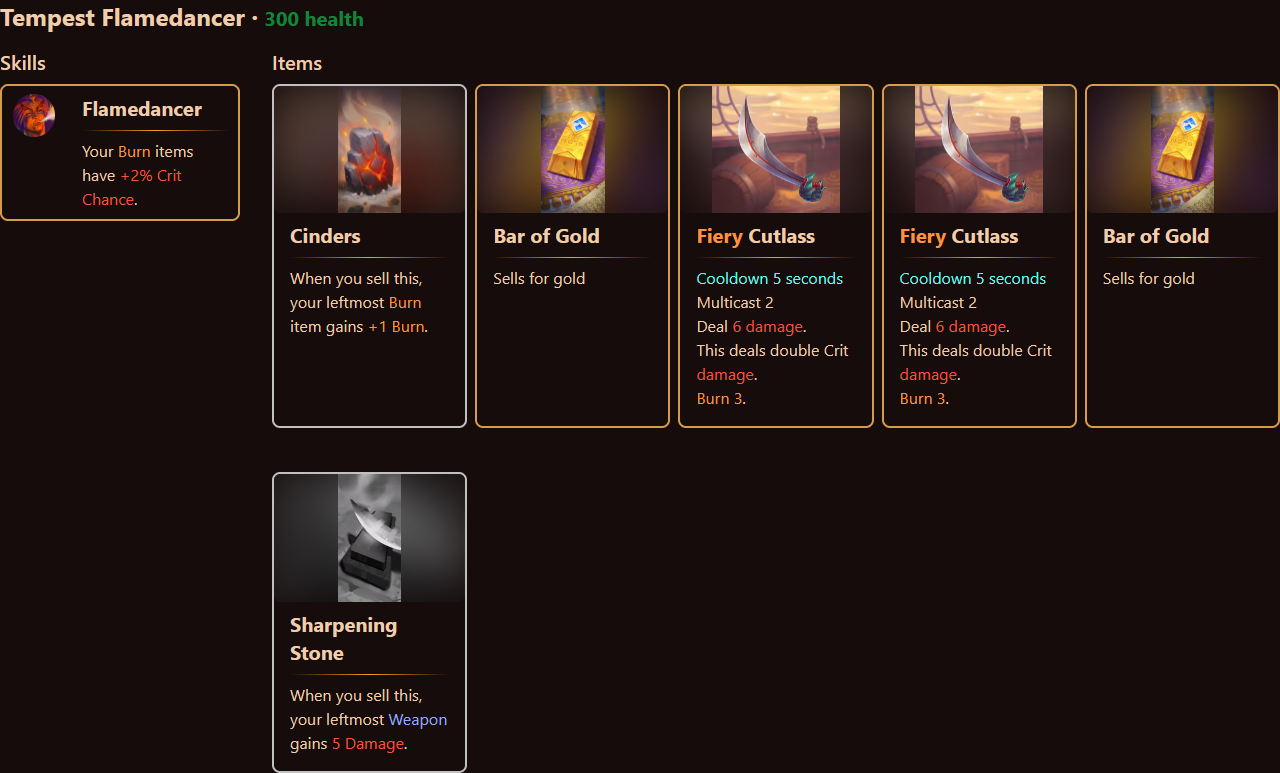 Tempest Flamedancer · 300 health
Skills
Flamedancer
Your Burn items
have +2% Crit
Chance.
Items
Cinders
When you sell this,
your leftmost Burn
item gains +1 Burn.
Bar of Gold
Sells for gold
Fiery Cutlass
Cooldown 5 seconds
Multicast 2
Deal 6 damage.
This deals double Crit
damage.
Burn 3.
Fiery Cutlass
Cooldown 5 seconds
Multicast 2
Deal 6 damage.
This deals double Crit
damage.
Burn 3.
Bar of Gold
Sells for gold
Sharpening
Stone
When you sell this,
your leftmost Weapon
gains 5 Damage.